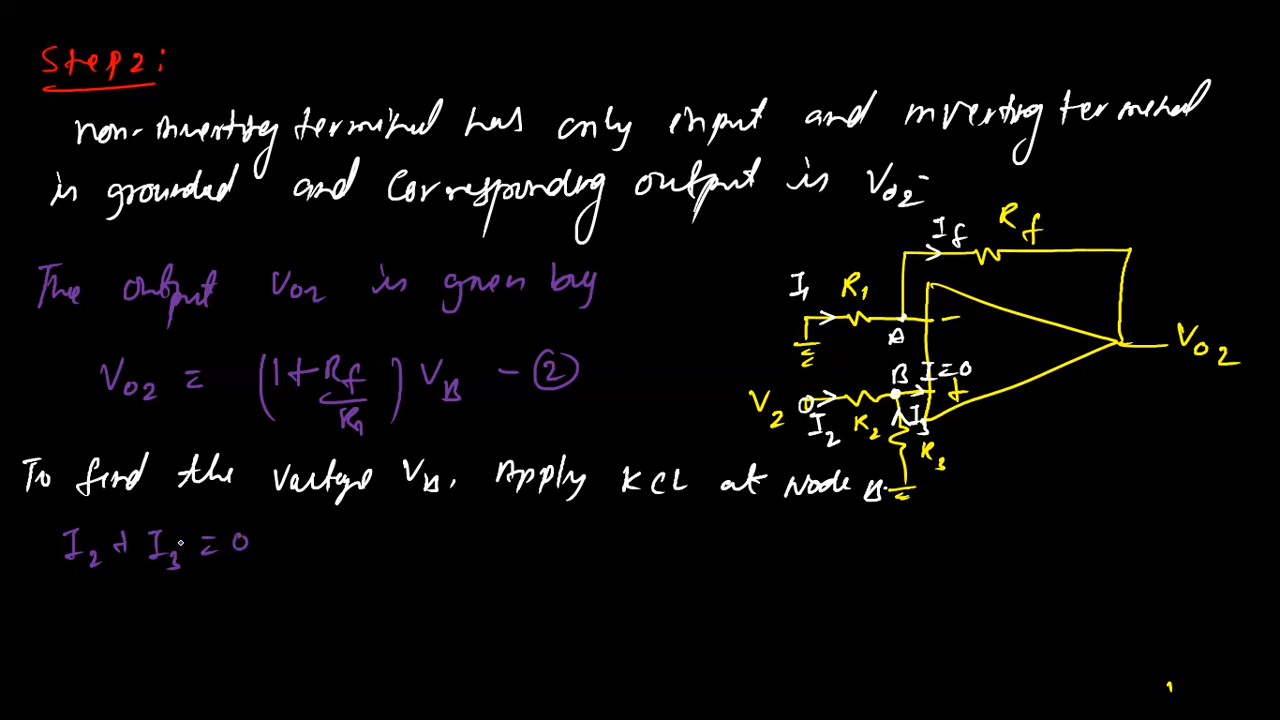 Step 2:
non-inverting terminal has only input and inverting terminal
is grounded and corresponding output is Vo2-
The output Vo2 is given by
Vo2 = (1+Rf/R1) VB - ②
To find the voltage VB, Apply KCL at Node B.
I2 + I3 = 0
If Rf
I1 R1
A
-
Vo2
B I=0
+
V2 I2 R2 I3
R3